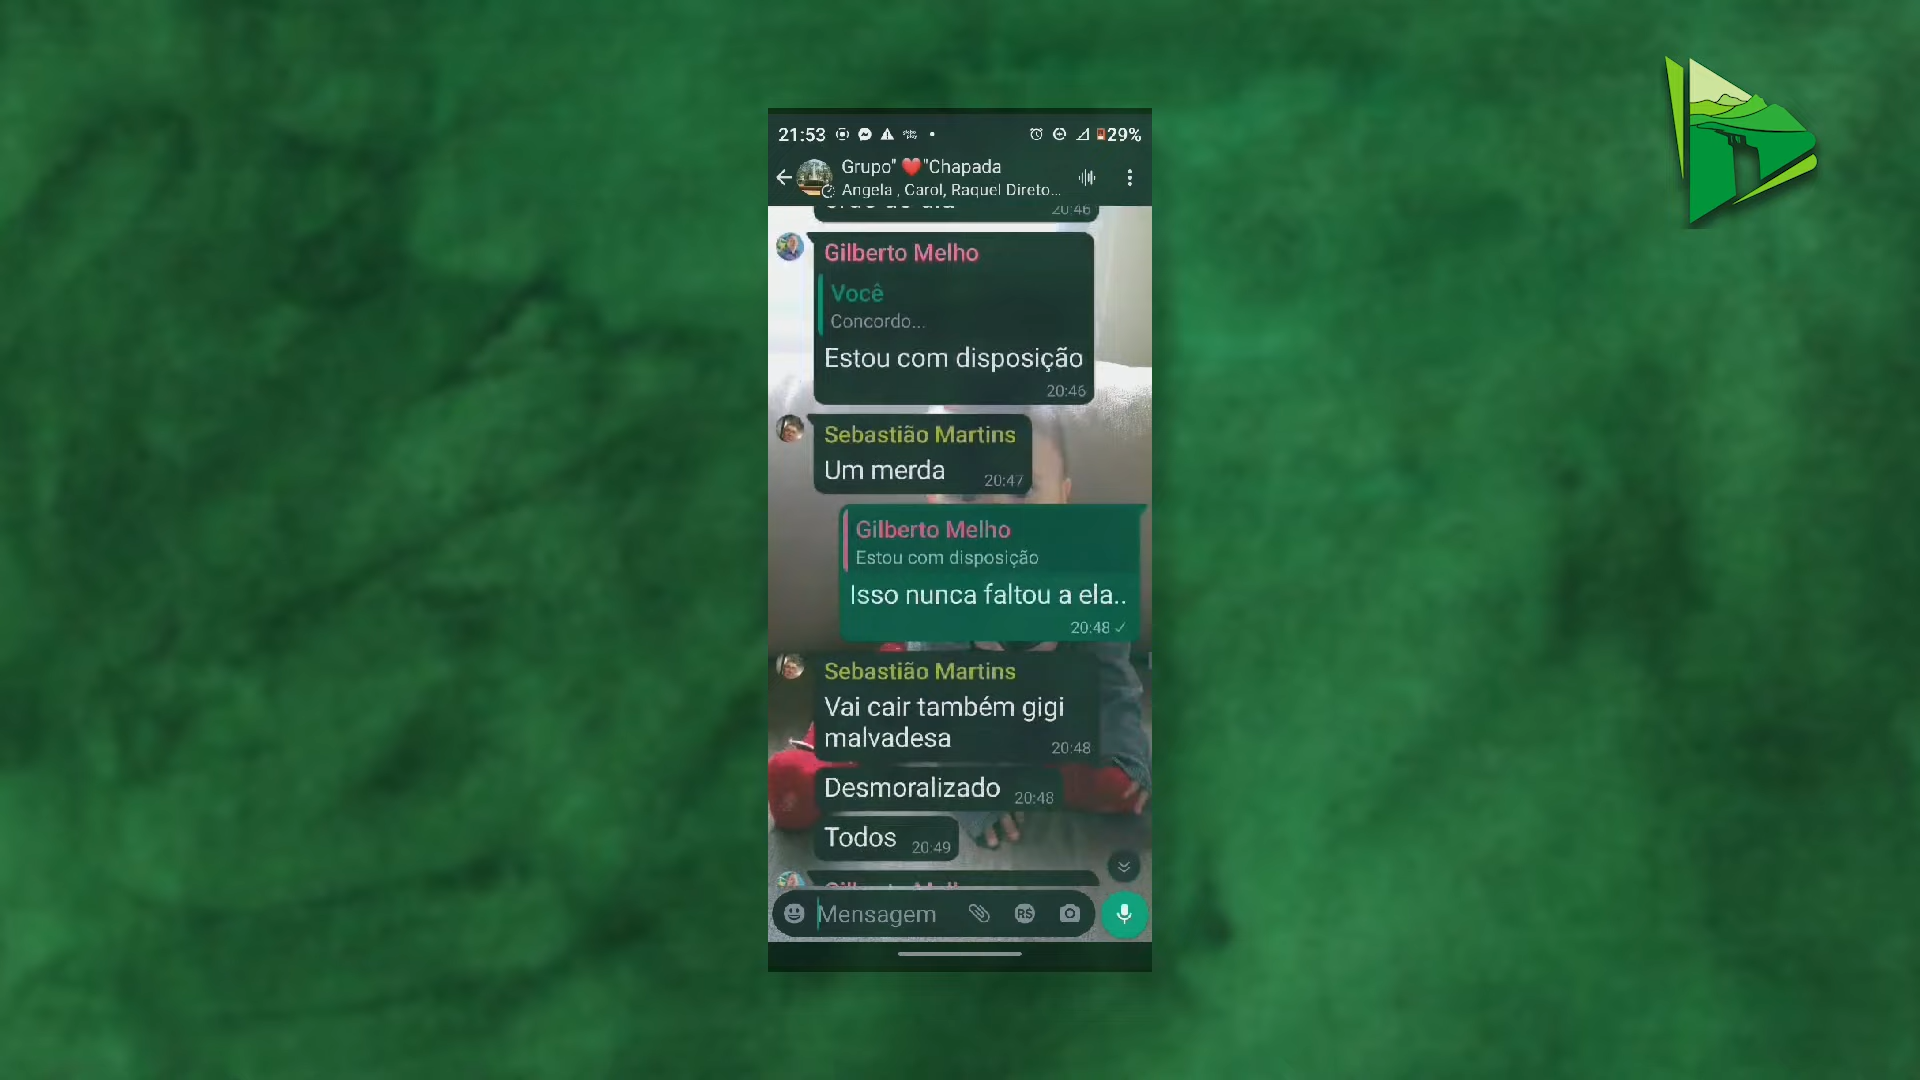 21:53
29%
Grupo" ❤️"Chapada
Angela , Carol, Raquel Direto...
20:46
Gilberto Melho
Você
Concordo...
Estou com disposição
20:46
Sebastião Martins
Um merda
20:47
Gilberto Melho
Estou com disposição
Isso nunca faltou a ela..
20:48
Sebastião Martins
Vai cair também gigi
malvadesa
20:48
Desmoralizado
20:48
Todos
20:49
Mensagem
R$